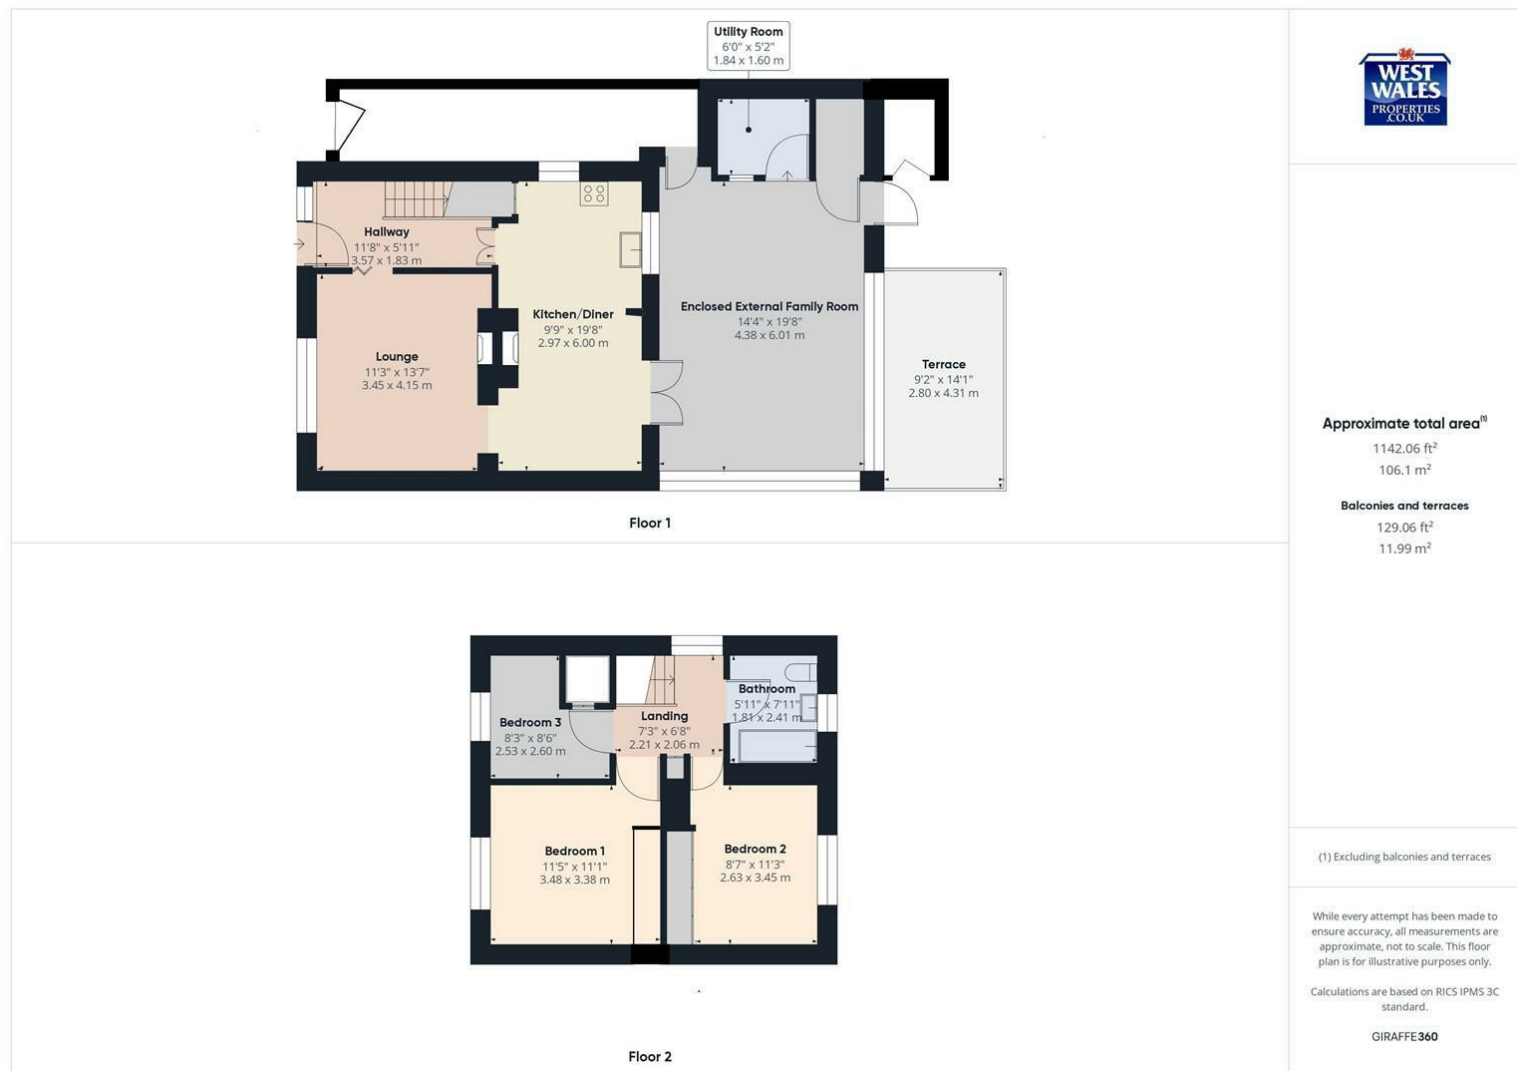 Utility Room
6'0" x 5'2"
1.84 x 1.60 m
Hallway
11'8" x 5'11"
3.57 x 1.83 m
Kitchen/Diner
9'9" x 19'8"
2.97 x 6.00 m
Enclosed External Family Room
14'4" x 19'8"
4.38 x 6.01 m
Lounge
11'3" x 13'7"
3.45 x 4.15 m
Terrace
9'2" x 14'1"
2.80 x 4.31 m
Floor 1
Bedroom 3
8'3" x 8'6"
2.53 x 2.60 m
Landing
7'3" x 6'8"
2.21 x 2.06 m
Bathroom
5'11" x 7'11"
1.81 x 2.41 m
Bedroom 1
11'5" x 11'1"
3.48 x 3.38 m
Bedroom 2
8'7" x 11'3"
2.63 x 3.45 m
Floor 2
WEST
WALES
PROPERTIES
.CO.UK
Approximate total area(1)
1142.06 ft²
106.1 m²
Balconies and terraces
129.06 ft²
11.99 m²
(1) Excluding balconies and terraces
While every attempt has been made to
ensure accuracy, all measurements are
approximate, not to scale. This floor
plan is for illustrative purposes only.
Calculations are based on RICS IPMS 3C
standard.
GIRAFFE360